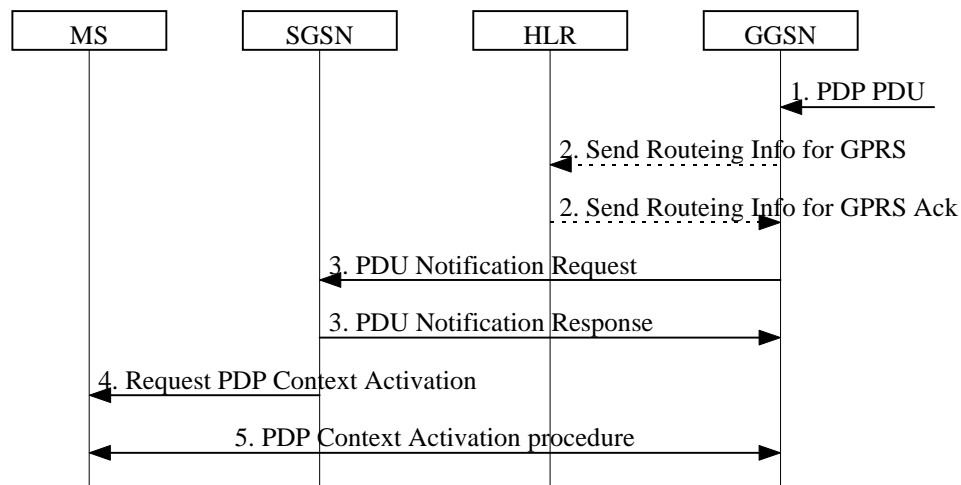 MS
SGSN
HLR
GGSN
1. PDP PDU
2. Send Routeing Info for GPRS
2. Send Routeing Info for GPRS Ack
3. PDU Notification Request
3. PDU Notification Response
4. Request PDP Context Activation
5. PDP Context Activation procedure